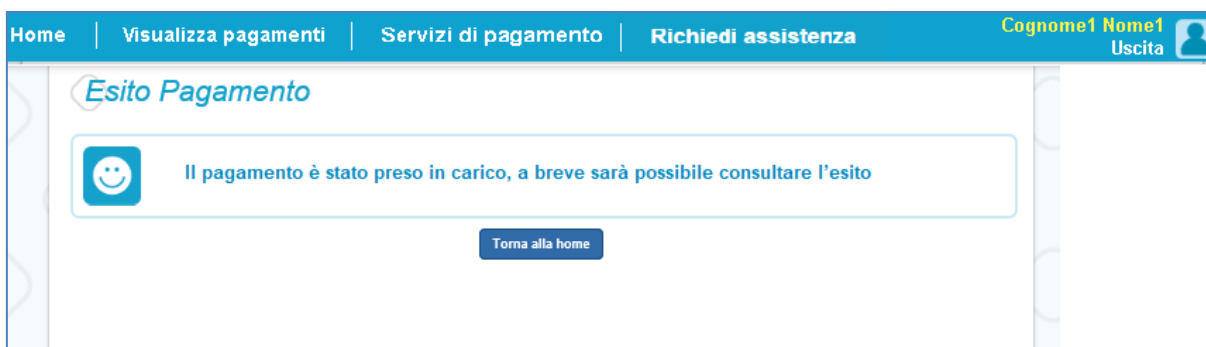 Home Visualizza pagamenti Servizi di pagamento Richiedi assistenza Cognome1 Nome1
Uscita
Esito Pagamento
Il pagamento è stato preso in carico, a breve sarà possibile consultare l'esito
Torna alla home